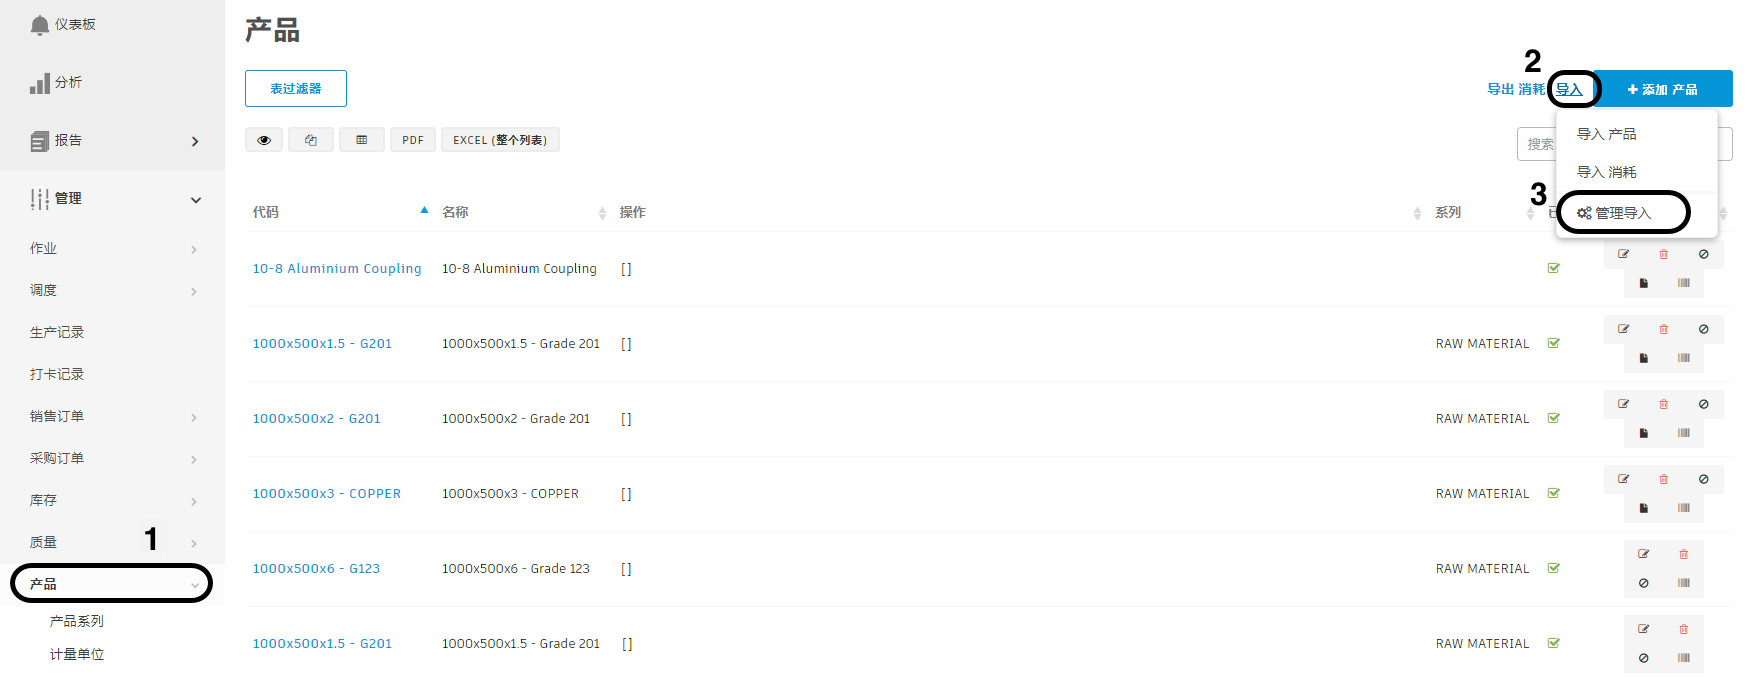 仪表板
分析
报告
管理
作业
调度
生产记录
打卡记录
销售订单
采购订单
库存
质量
1
产品
产品系列
计量单位
产品
表过滤器
2
导出 消耗 导入
+ 添加 产品
PDF EXCEL (整个列表)
搜索
导入 产品
导入 消耗
3
管理导入
代码 名称 操作 系列
10-8 Aluminium Coupling 10-8 Aluminium Coupling []
1000x500x1.5 - G201 1000x500x1.5 - Grade 201 [] RAW MATERIAL
1000x500x2 - G201 1000x500x2 - Grade 201 [] RAW MATERIAL
1000x500x3 - COPPER 1000x500x3 - COPPER [] RAW MATERIAL
1000x500x6 - G123 1000x500x6 - Grade 123 [] RAW MATERIAL
1000x500x1.5 - G201 1000x500x1.5 - Grade 201 [] RAW MATERIAL